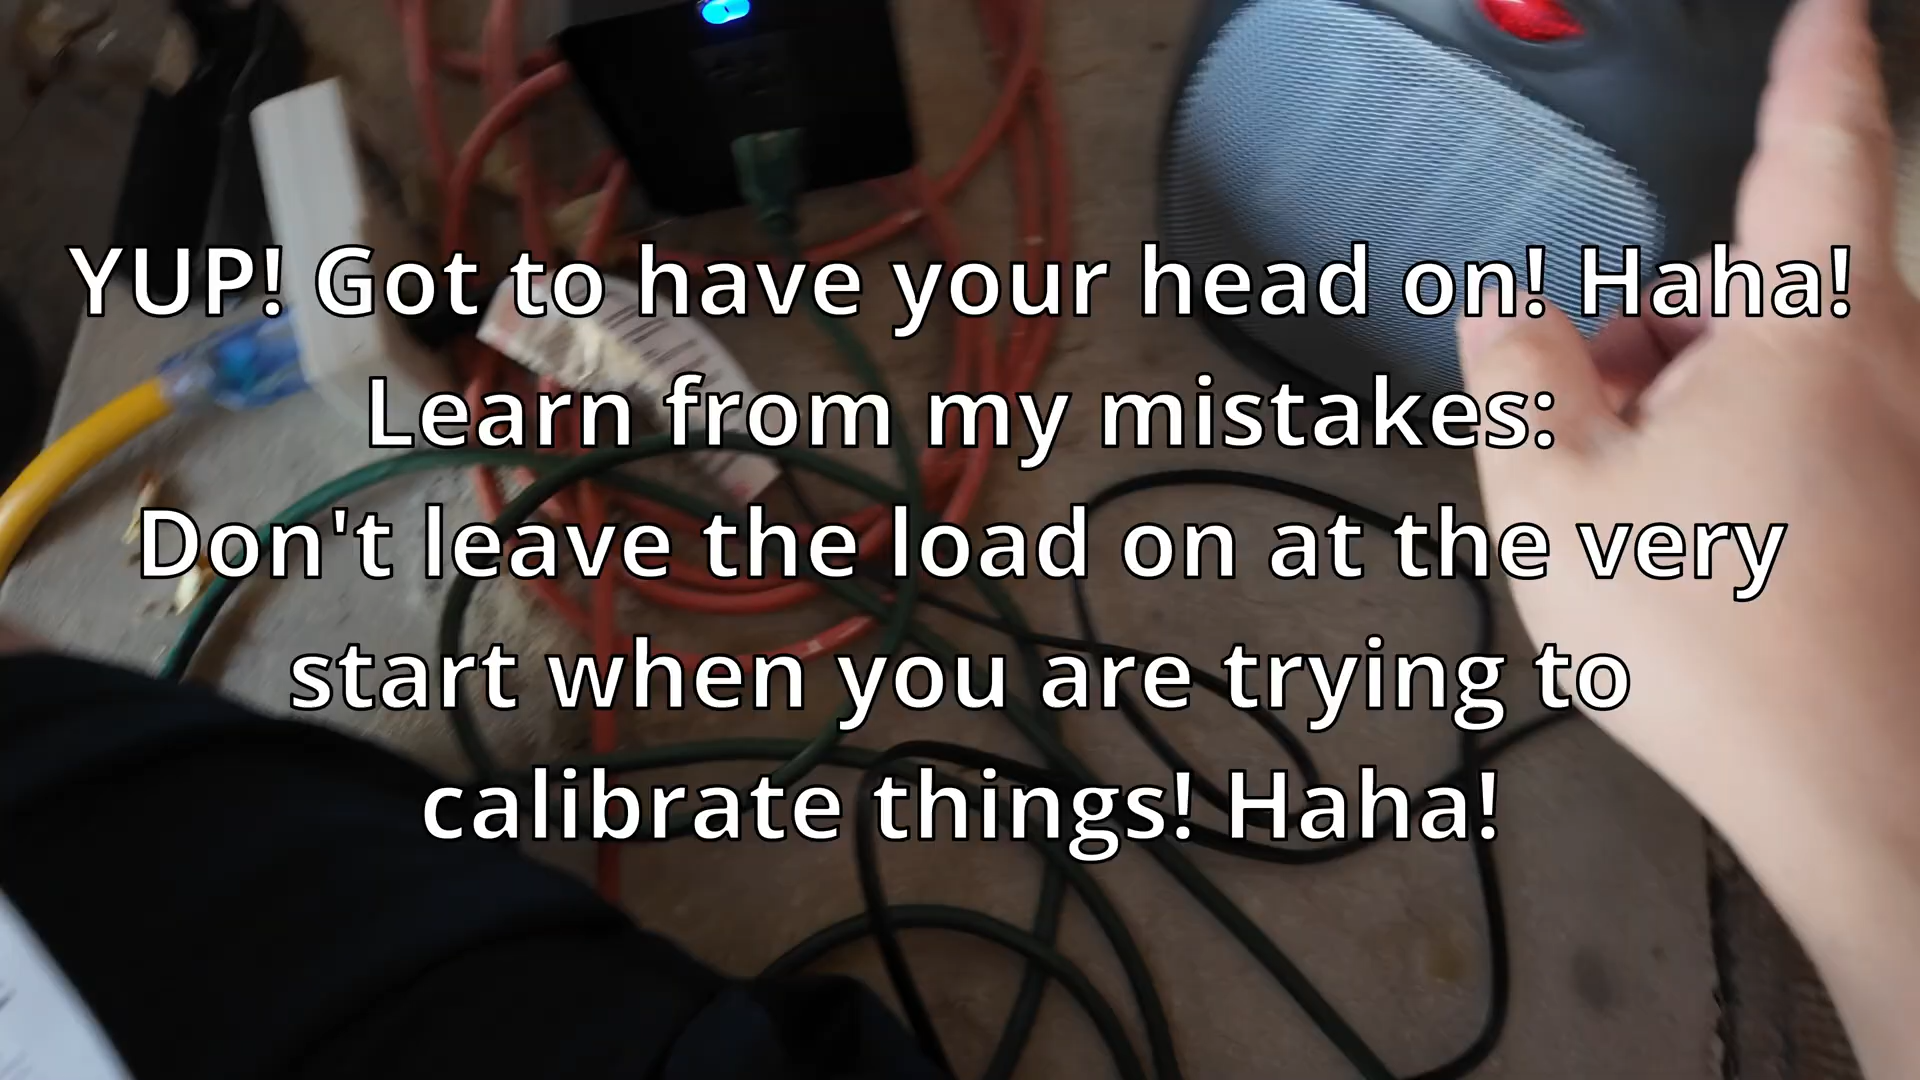 YUP! Got to have your head on! Haha!
Learn from my mistakes:
Don't leave the load on at the very
start when you are trying to
calibrate things! Haha!